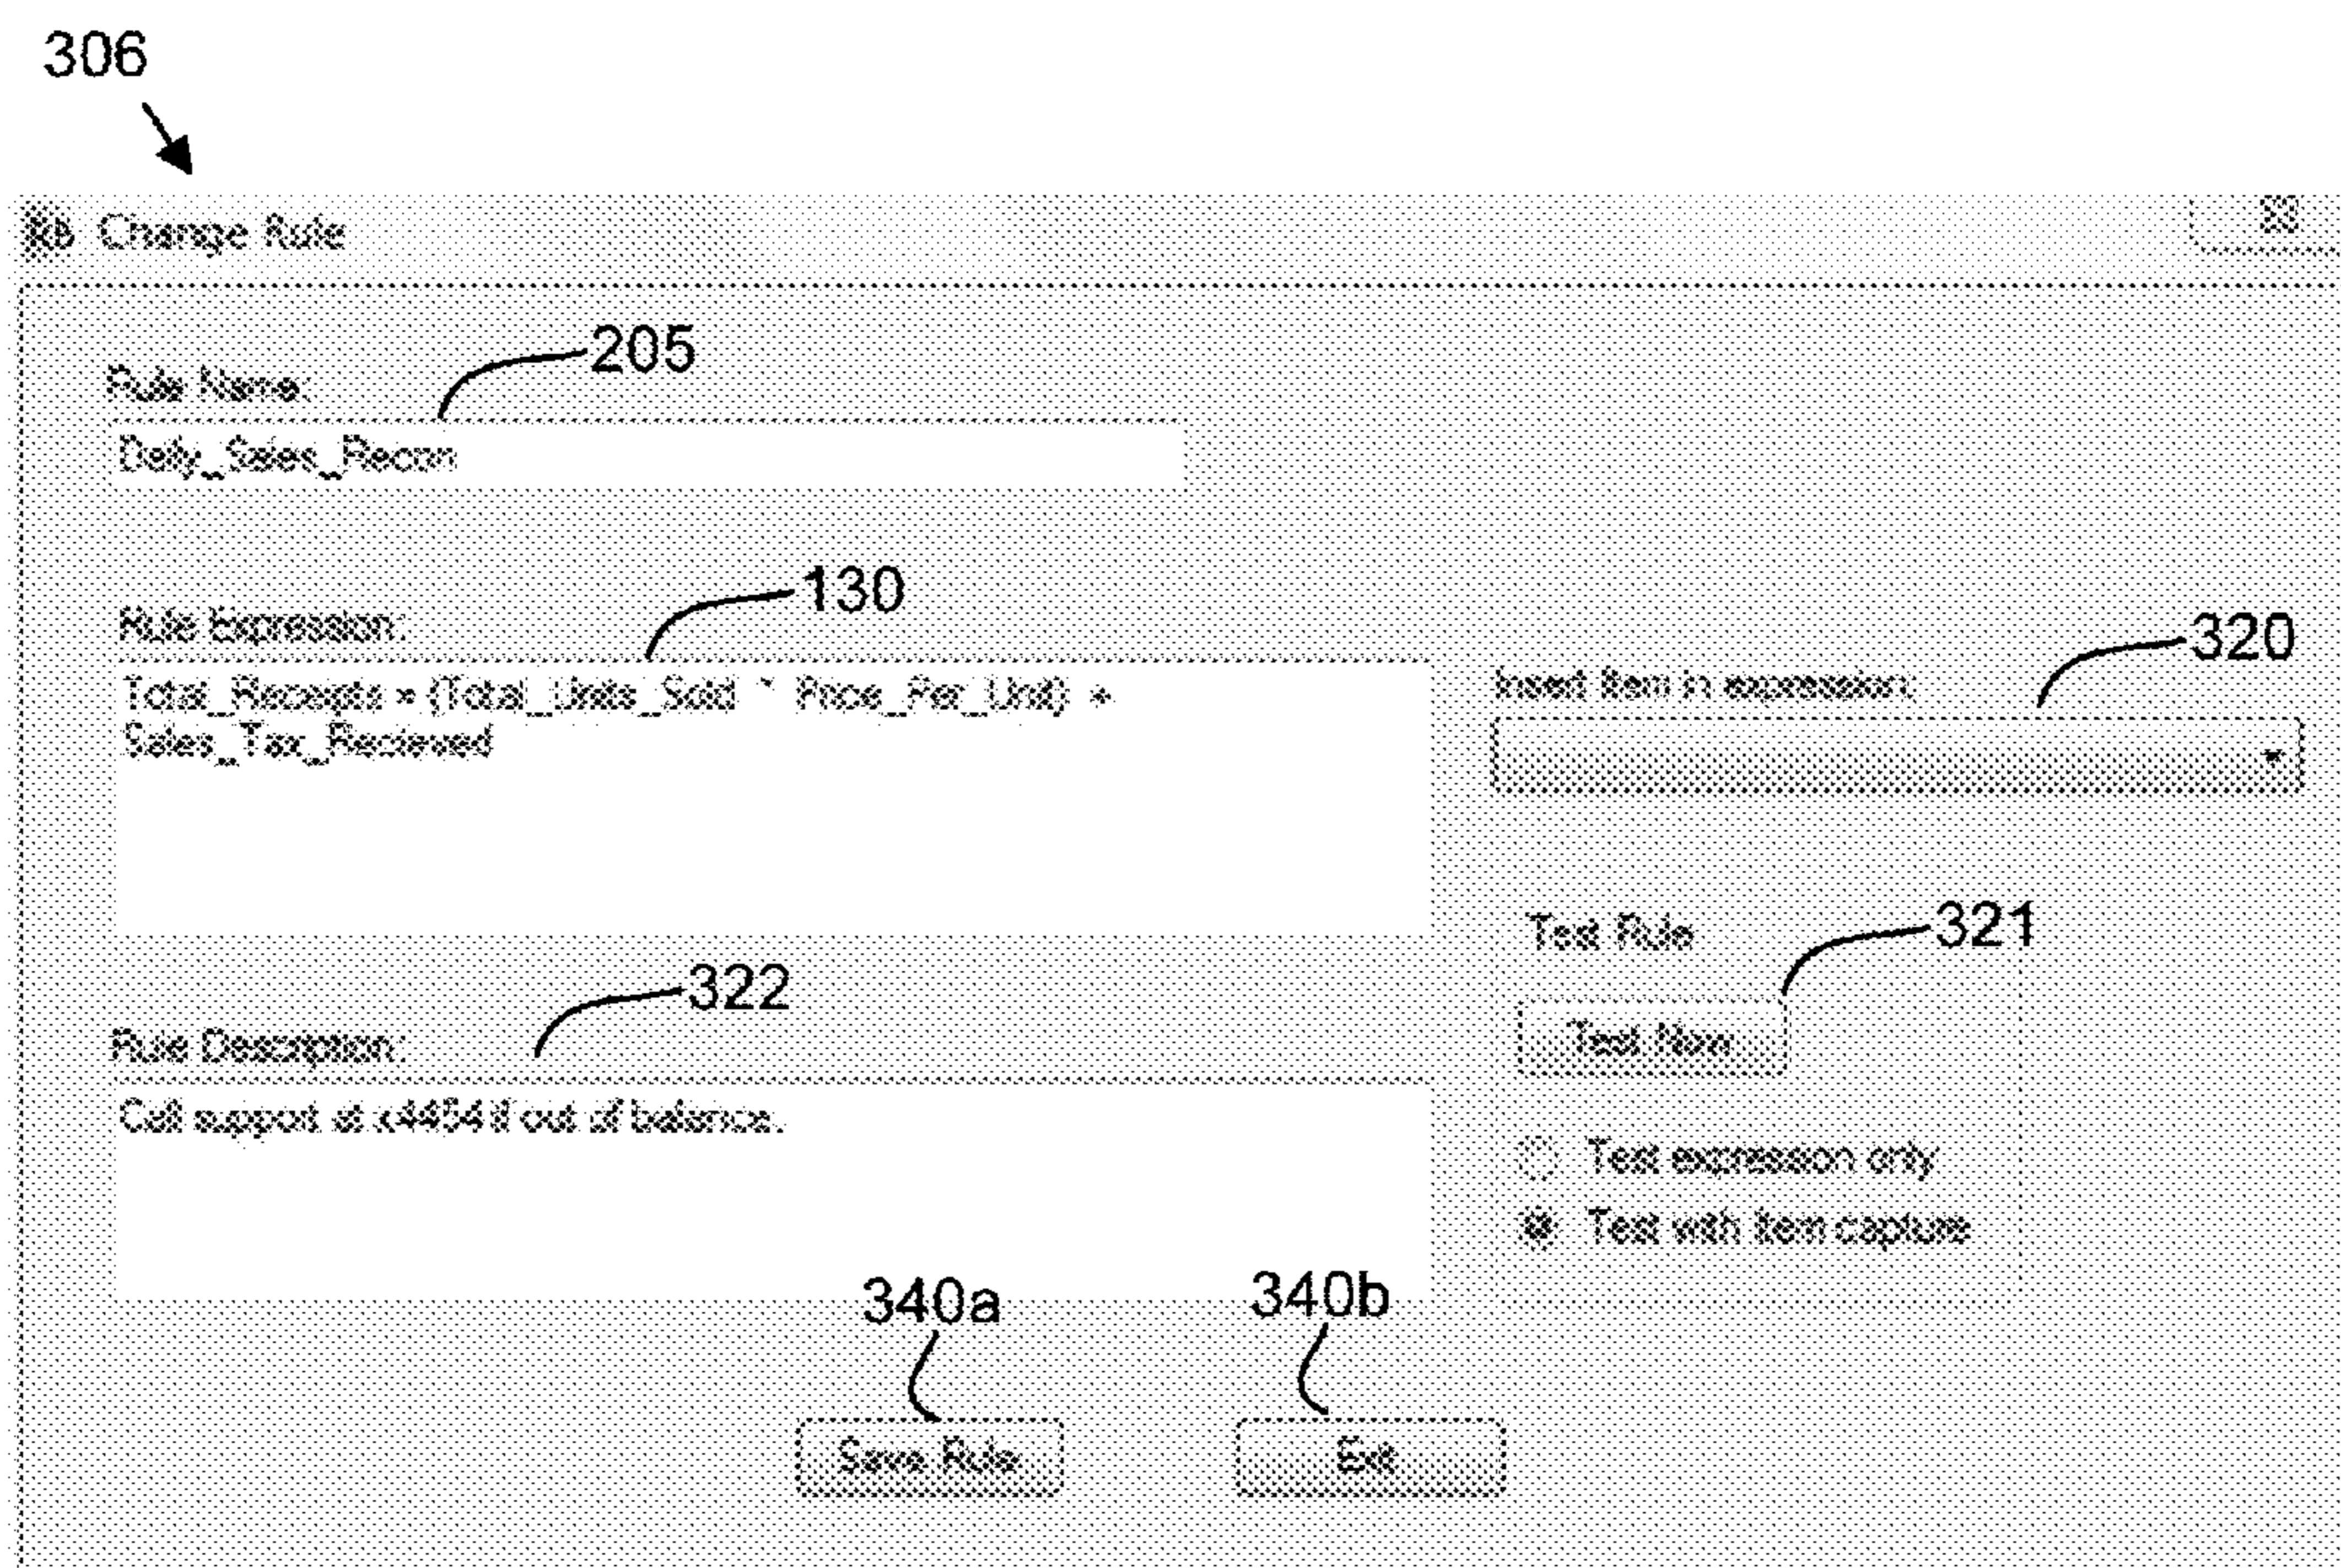 306
Rb Change Rule
205
Rule Name:
Daily_Sales_Recon
130
Rule Expression:
320
Total_Receipts = (Total_Units_Sold * Price_Per_Unit) +
Sales_Tax_Recieved
Insert item in expression:
321
Test Rule
322
Test Now
Rule Description:
Call support at x4454 if out of balance.
Test expression only
Test with item capture
340a
340b
Save Rule
Exit